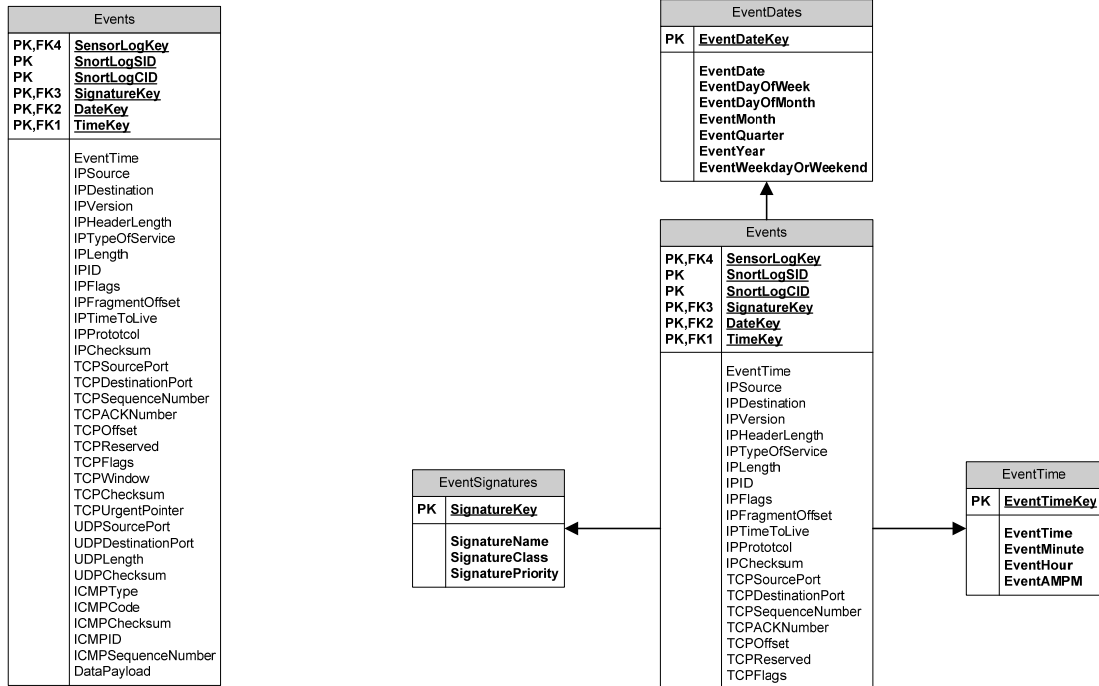 Events
PK,FK4 SensorLogKey
PK SnortLogSID
PK SnortLogCID
PK,FK3 SignatureKey
PK,FK2 DateKey
PK,FK1 TimeKey
EventTime
IPSource
IPDestination
IPVersion
IPHeaderLength
IPTypeOfService
IPLength
IPID
IPFlags
IPFragmentOffset
IPTimeToLive
IPPrototcol
IPChecksum
TCPSourcePort
TCPDestinationPort
TCPSequenceNumber
TCPACKNumber
TCPOffset
TCPReserved
TCPFlags
TCPWindow
TCPChecksum
TCPUrgentPointer
UDPSourcePort
UDPDestinationPort
UDPLength
UDPChecksum
ICMPType
ICMPCode
ICMPChecksum
ICMPID
ICMPSequenceNumber
DataPayload
EventDates
PK EventDateKey
EventDate
EventDayOfWeek
EventDayOfMonth
EventMonth
EventQuarter
EventYear
EventWeekdayOrWeekend
EventSignatures
PK SignatureKey
SignatureName
SignatureClass
SignaturePriority
Events
PK,FK4 SensorLogKey
PK SnortLogSID
PK SnortLogCID
PK,FK3 SignatureKey
PK,FK2 DateKey
PK,FK1 TimeKey
EventTime
IPSource
IPDestination
IPVersion
IPHeaderLength
IPTypeOfService
IPLength
IPID
IPFlags
IPFragmentOffset
IPTimeToLive
IPPrototcol
IPChecksum
TCPSourcePort
TCPDestinationPort
TCPSequenceNumber
TCPACKNumber
TCPOffset
TCPReserved
TCPFlags
EventTime
PK EventTimeKey
EventTime
EventMinute
EventHour
EventAMPM